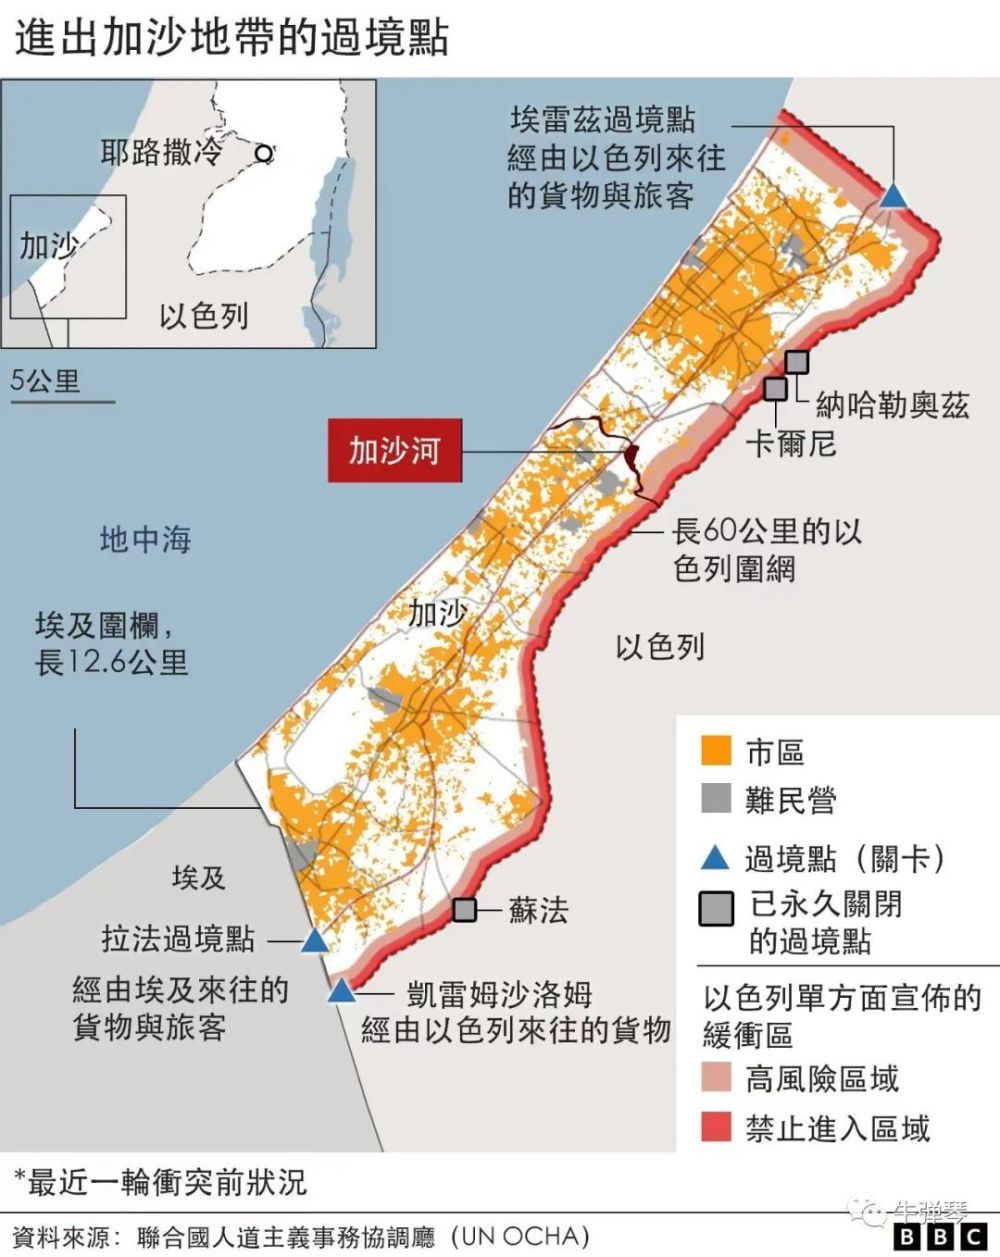 進出加沙地帶的過境點
耶路撒冷
加沙
以色列
5公里
埃雷茲過境點
經由以色列來往
的貨物與旅客
納哈勒奧茲
卡爾尼
加沙河
地中海
長60公里的以
色列圍網
加沙
埃及圍欄,
長12.6公里
以色列
埃及
蘇法
拉法過境點
經由埃及來往的
貨物與旅客
凱雷姆沙洛姆
經由以色列來往的貨物
市區
難民營
過境點（關卡）
已永久關閉
的過境點
以色列單方面宣佈的
緩衝區
高風險區域
禁止進入區域
*最近一輪衝突前狀況
資料來源：聯合國人道主義事務協調廳（UN OCHA）
牛弹琴
BBC